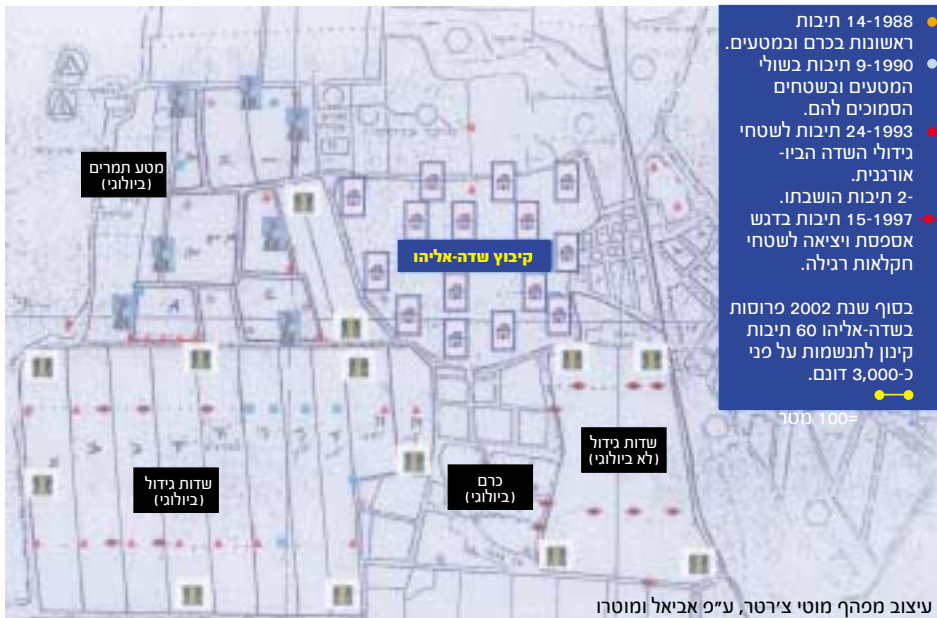 14-1988 תיבות
ראשונות בכרם ובמטעים.
9-1990 תיבות בשולי
המטעים ובשטחים
הסמוכים להם.
24-1993 תיבות לשטחי
גידולי השדה הביו-
אורגנית.
-2 תיבות הושבתו.
15-1997 תיבות בדגש
אספסת ויציאה לשטחי
חקלאות רגילה.
בסוף שנת 2002 פרוסות
בשדה-אליהו 60 תיבות
קינון לתנשמות על פני
כ-3,000 דונם.
=100 מטר
מטע תמרים
(ביולוגי)
קיבוץ שדה-אליהו
שדות גידול
(לא ביולוגי)
כרם
(ביולוגי)
שדות גידול
(ביולוגי)
עיצוב מפהף מוטי צ'רטר, ע"פ אביאל ומוטרו